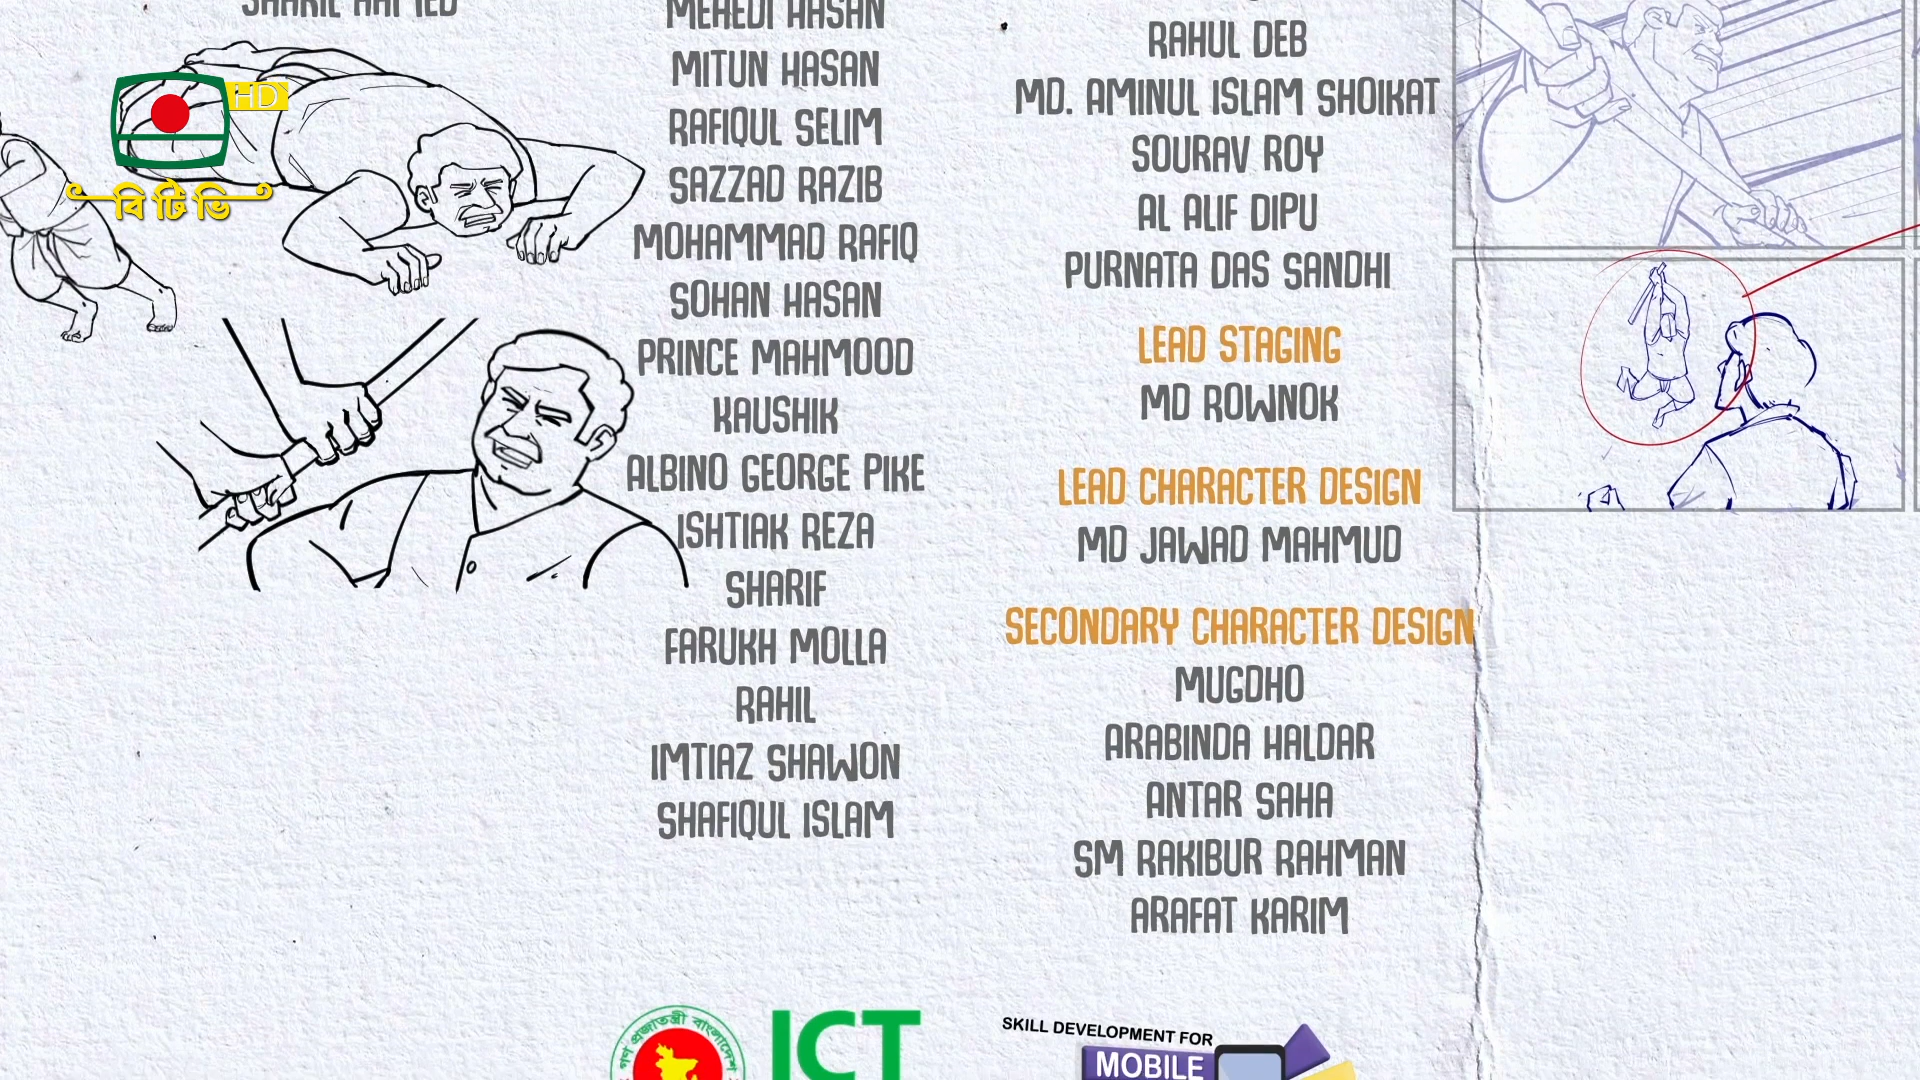 HD
বিটিভি
MEHEDI HASAN
MITUN HASAN
RAFIQUL SELIM
SAZZAD RAZIB
MOHAMMAD RAFIQ
SOHAN HASAN
PRINCE MAHMOOD
KAUSHIK
ALBINO GEORGE PIKE
ISHTIAK REZA
SHARIF
FARUKH MOLLA
RAHIL
IMTIAZ SHAWON
SHAFIQUL ISLAM
RAHUL DEB
MD. AMINUL ISLAM SHOIKAT
SOURAV ROY
AL ALIF DIPU
PURNATA DAS SANDHI
LEAD STAGING
MD ROWNOK
LEAD CHARACTER DESIGN
MD JAWAD MAHMUD
SECONDARY CHARACTER DESIGN
MUGDHO
ARABINDA HALDAR
ANTAR SAHA
SM RAKIBUR RAHMAN
ARAFAT KARIM
গণপ্রজাতন্ত্রী বাংলাদেশ
ICT
SKILL DEVELOPMENT FOR
MOBILE